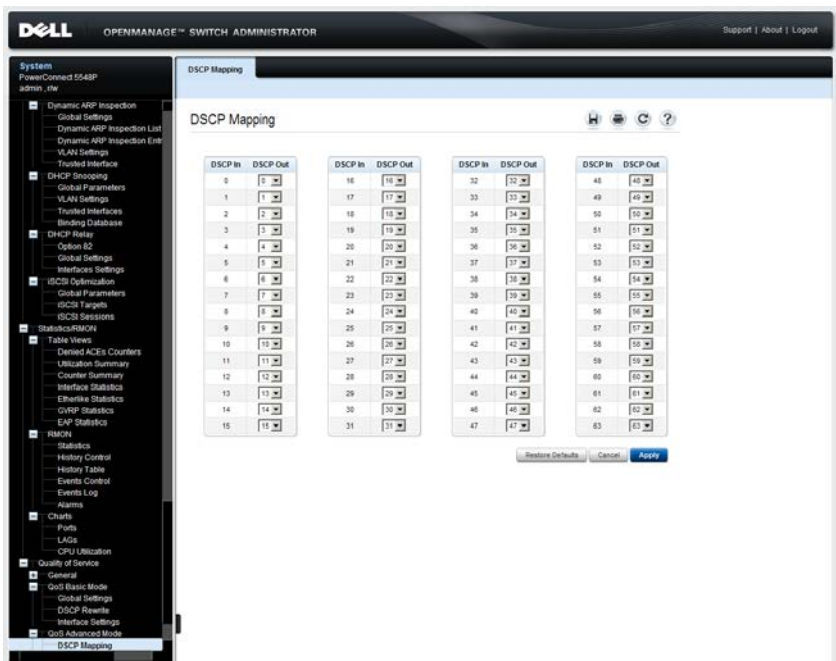 DELL OPENMANAGE™ SWITCH ADMINISTRATOR
Support | About | Logout
System
PowerConnect 5548P
admin , r/w
Dynamic ARP Inspection
Global Settings
Dynamic ARP Inspection List
Dynamic ARP Inspection Entr
VLAN Settings
Trusted Interface
DHCP Snooping
Global Parameters
VLAN Settings
Trusted Interfaces
Binding Database
DHCP Relay
Option 82
Global Settings
Interfaces Settings
iSCSI Optimization
Global Parameters
iSCSI Targets
iSCSI Sessions
Statistics/RMON
Table Views
Denied ACEs Counters
Utilization Summary
Counter Summary
Interface Statistics
Etherlike Statistics
GVRP Statistics
EAP Statistics
RMON
Statistics
History Control
History Table
Events Control
Events Log
Alarms
Charts
Ports
LAGs
CPU Utilization
Quality of Service
General
QoS Basic Mode
Global Settings
DSCP Rewrite
Interface Settings
QoS Advanced Mode
DSCP Mapping
DSCP Mapping
DSCP Mapping
DSCP In DSCP Out DSCP In DSCP Out DSCP In DSCP Out DSCP In DSCP Out
0 0 16 16 32 32 48 48
1 1 17 17 33 33 49 49
2 2 18 18 34 34 50 50
3 3 19 19 35 35 51 51
4 4 20 20 36 36 52 52
5 5 21 21 37 37 53 53
6 6 22 22 38 38 54 54
7 7 23 23 39 39 55 55
8 8 24 24 40 40 56 56
9 9 25 25 41 41 57 57
10 10 26 26 42 42 58 58
11 11 27 27 43 43 59 59
12 12 28 28 44 44 60 60
13 13 29 29 45 45 61 61
14 14 30 30 46 46 62 62
15 15 31 31 47 47 63 63
Restore Defaults Cancel Apply